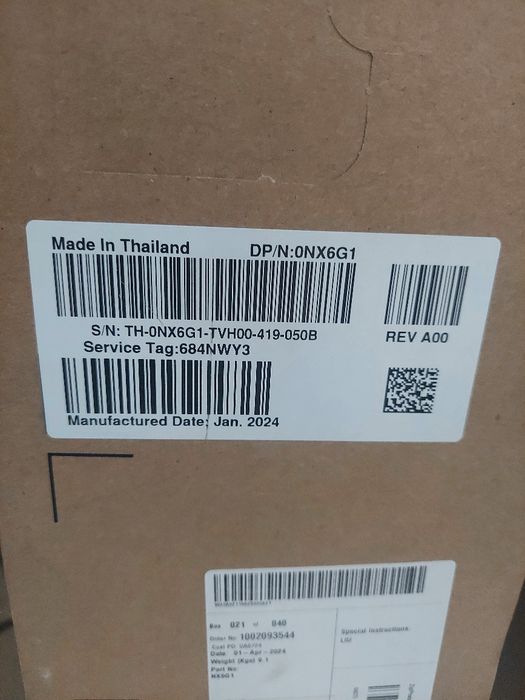 Made In Thailand DP/N:0NX6G1
S/N: TH-0NX6G1-TVH00-419-050B
REV A00
Service Tag:684NWY3
Manufactured Date: Jan. 2024
Box 021 of 040
Order No 1002093544
Special Instructions.
Date: 01-Apr-2024
Weight (Kgs) 9.1
Part No:
NX6G1